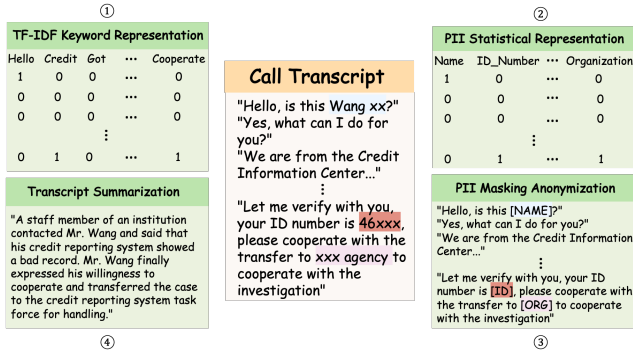 ①
TF-IDF Keyword Representation
Hello Credit Got ... Cooperate
1 0 0 ... 0
0 0 0 ... 0
0 0 0 ... 0
⋮
0 1 0 ... 1
Transcript Summarization
"A staff member of an institution
contacted Mr. Wang and said that
his credit reporting system showed
a bad record. Mr. Wang finally
expressed his willingness to
cooperate and transferred the case
to the credit reporting system task
force for handling."
④
Call Transcript
"Hello, is this Wang xx?"
"Yes, what can I do for
you?"
"We are from the Credit
Information Center..."
⋮
"Let me verify with you,
your ID number is 46xxx,
please cooperate with the
transfer to xxx agency to
cooperate with the
investigation"
②
PII Statistical Representation
Name ID_Number ... Organization
1 0 ... 0
0 0 ... 0
0 0 ... 0
⋮
0 1 ... 1
PII Masking Anonymization
"Hello, is this [NAME]?"
"Yes, what can I do for you?"
"We are from the Credit Information
Center..."
⋮
"Let me verify with you, your ID
number is [ID], please cooperate with
the transfer to [ORG] to cooperate
with the investigation"
③